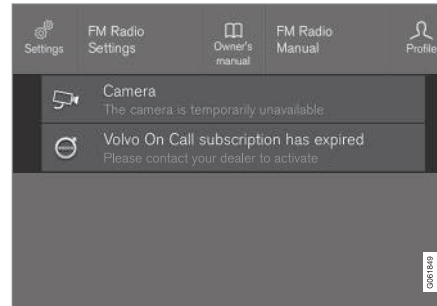 Settings
FM Radio
Settings
Owner's
manual
FM Radio
Manual
Profile
Camera
The camera is temporarily unavailable
Volvo On Call subscription has expired
Please contact your dealer to activate
G061849